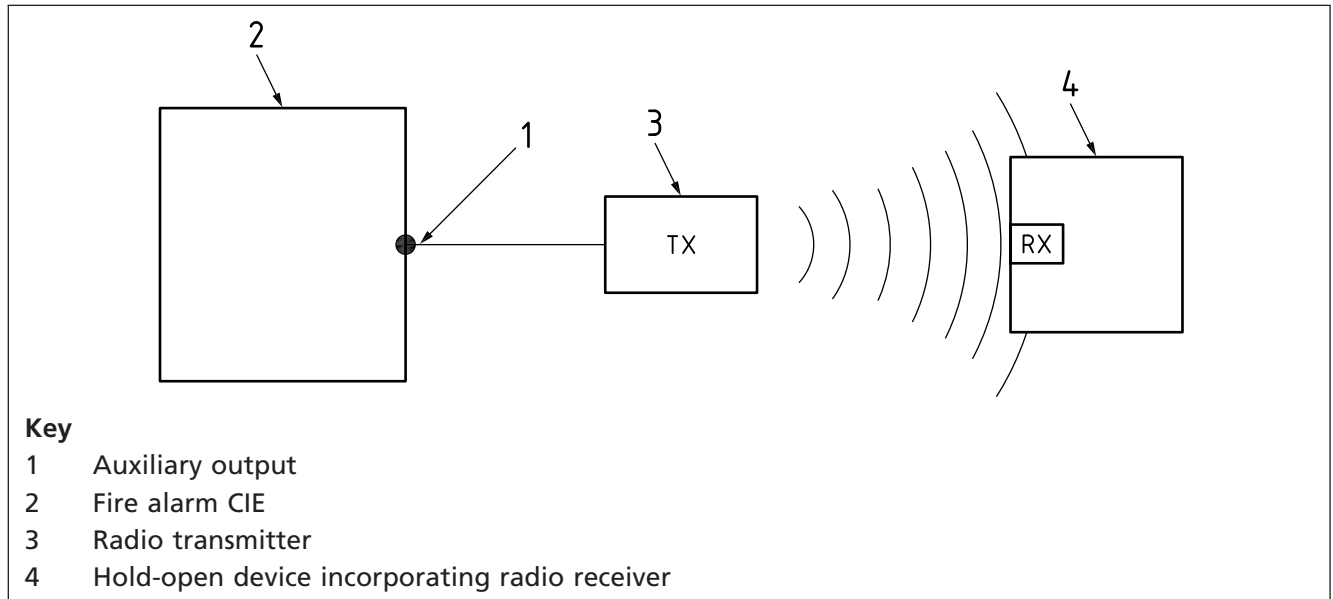 2
4
1
3
TX
RX
Key
1 Auxiliary output
2 Fire alarm CIE
3 Radio transmitter
4 Hold-open device incorporating radio receiver